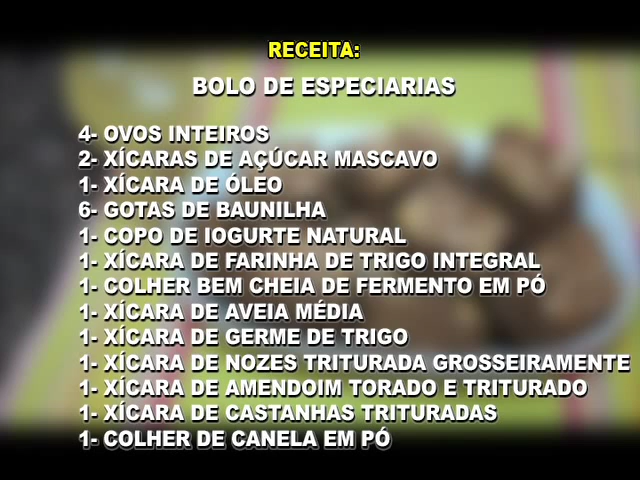 RECEITA:
BOLO DE ESPECIARIAS
4- OVOS INTEIROS
2- XÍCARAS DE AÇÚCAR MASCAVO
1- XÍCARA DE ÓLEO
6- GOTAS DE BAUNILHA
1- COPO DE IOGURTE NATURAL
1- XÍCARA DE FARINHA DE TRIGO INTEGRAL
1- COLHER BEM CHEIA DE FERMENTO EM PÓ
1- XÍCARA DE AVEIA MÉDIA
1- XÍCARA DE GERME DE TRIGO
1- XÍCARA DE NOZES TRITURADA GROSSEIRAMENTE
1- XÍCARA DE AMENDOIM TORADO E TRITURADO
1- XÍCARA DE CASTANHAS TRITURADAS
1- COLHER DE CANELA EM PÓ